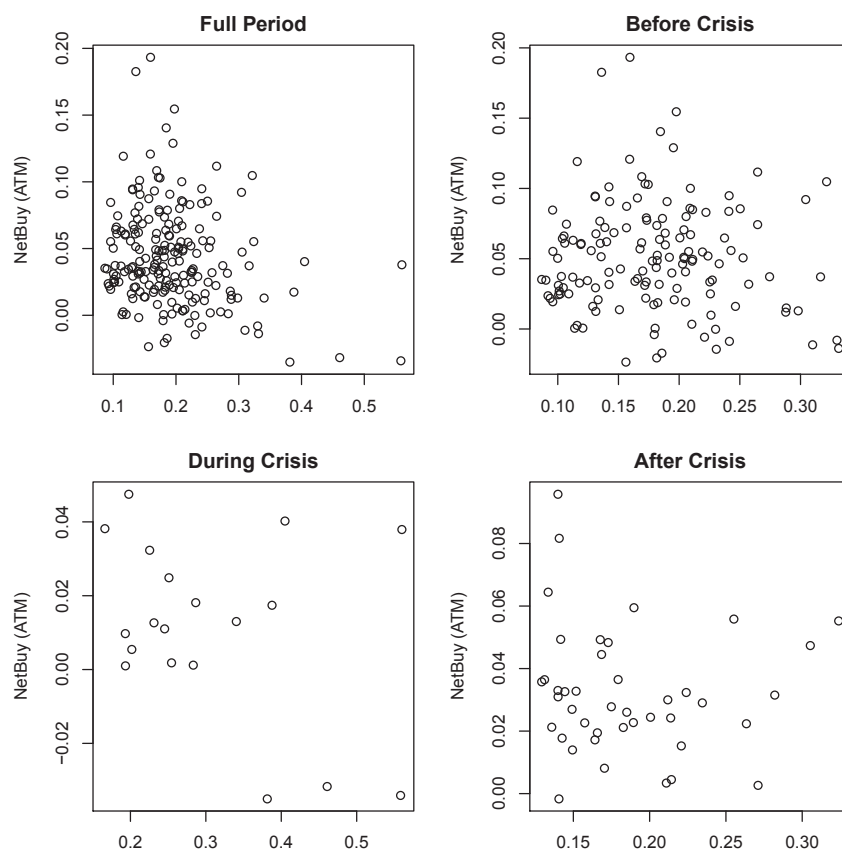 Full Period
NetBuy (ATM)
0.20
0.15
0.10
0.05
0.00
0.1 0.2 0.3 0.4 0.5
Before Crisis
NetBuy (ATM)
0.20
0.15
0.10
0.05
0.00
0.10 0.15 0.20 0.25 0.30
During Crisis
NetBuy (ATM)
0.04
0.02
0.00
−0.02
0.2 0.3 0.4 0.5
After Crisis
NetBuy (ATM)
0.08
0.06
0.04
0.02
0.00
0.15 0.20 0.25 0.30